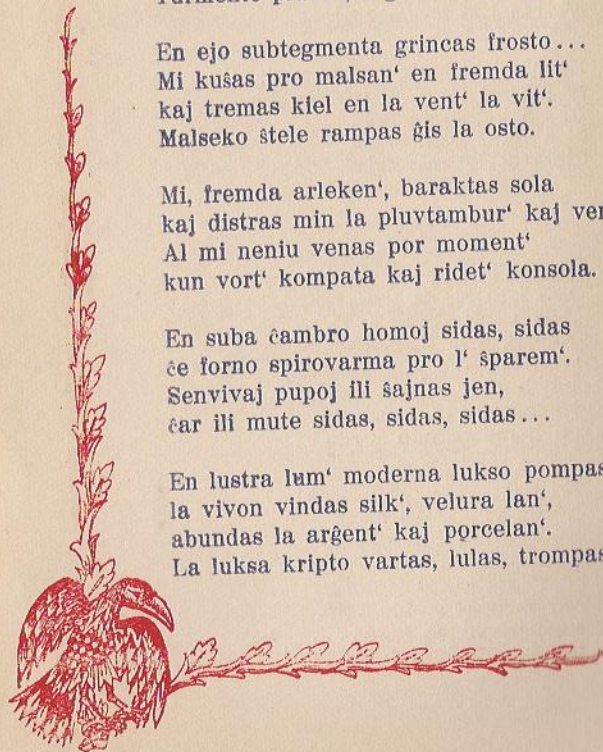 En ejo subtegmenta grincas frosto...
Mi kuŝas pro malsan‘ en fremda lit‘
kaj tremas kiel en la vent‘ la vit‘.
Malseko ŝtele rampas ĝis la osto.
Mi, fremda arleken‘, baraktas sola
kaj distras min la pluvtambur‘ kaj
Al mi neniu venas por moment‘
kun vort‘ kompata kaj ridet‘ konsola.
En suba ĉambro homoj sidas, sidas
ĉe forno spirovarma pro l‘ ŝparem‘.
Senvivaj pupoj ili ŝajnas jen,
ĉar ili mute sidas, sidas, sidas...
En lustra lum‘ moderna lukso pompas
la vivon vindas silk‘, velura lan‘,
abundas la arĝent‘ kaj porcelan‘.
La luksa kripto vartas, lulas, trompas